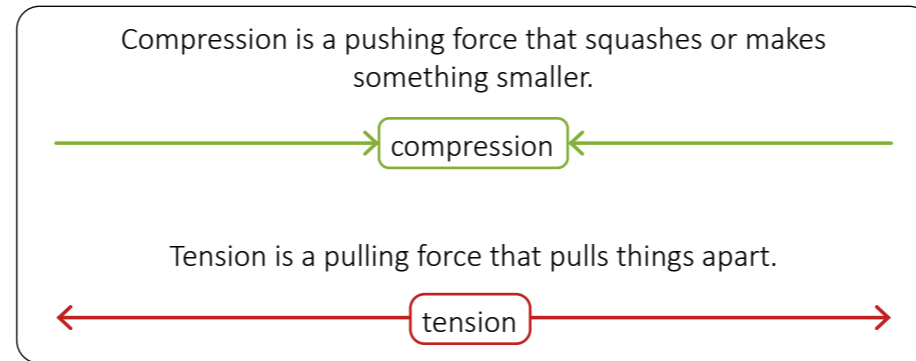 Compression is a pushing force that squashes or makes
something smaller.
compression
Tension is a pulling force that pulls things apart.
tension